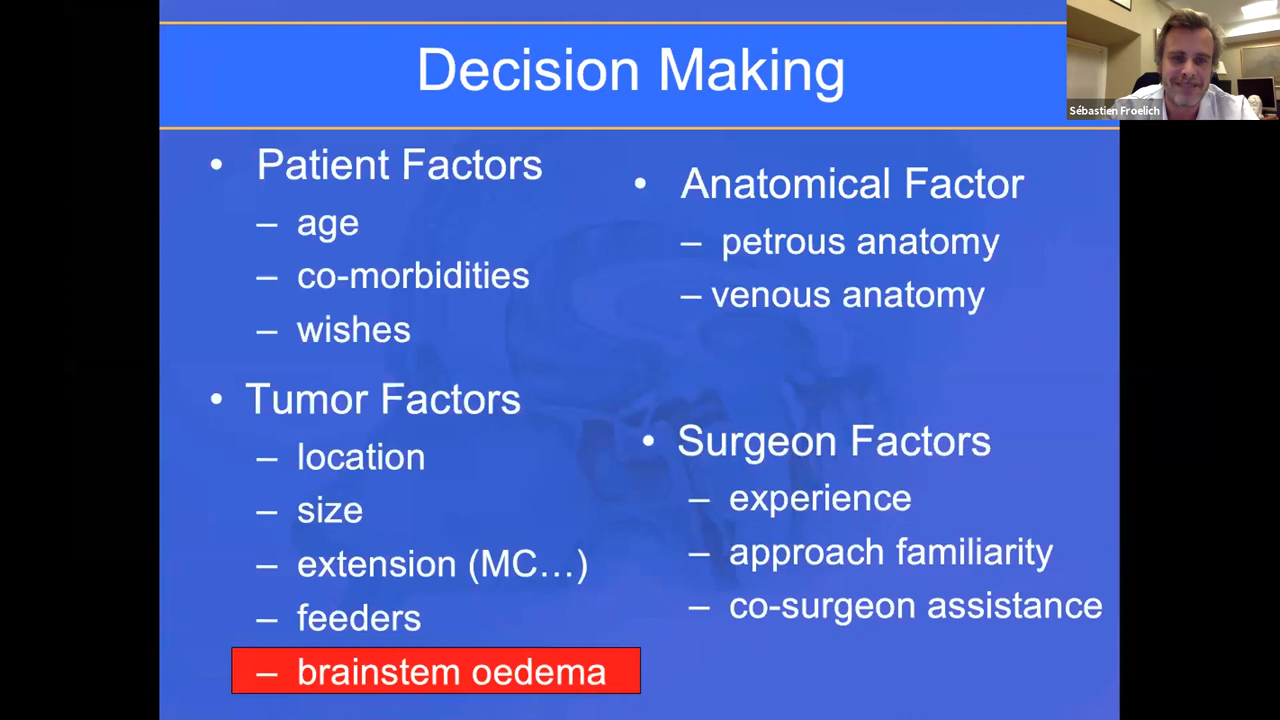 Decision Making
Sébastien Froelich
• Patient Factors
– age
– co-morbidities
– wishes
• Tumor Factors
– location
– size
– extension (MC…)
– feeders
– brainstem oedema
• Anatomical Factor
– petrous anatomy
– venous anatomy
• Surgeon Factors
– experience
– approach familiarity
– co-surgeon assistance